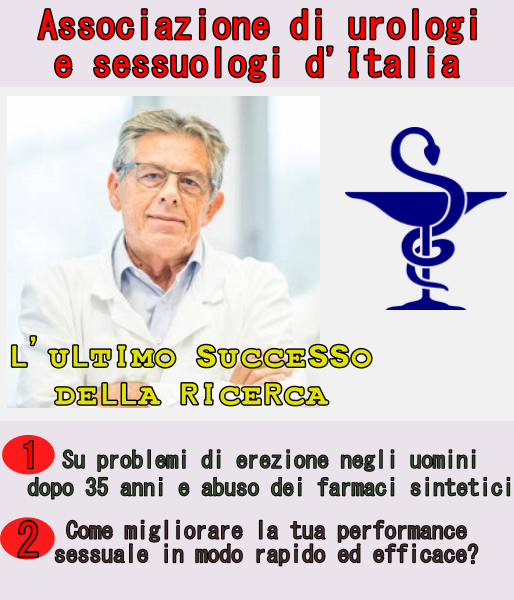 Associazione di urologi
e sessuologi d'Italia
L'ULTIMO SUCCESSO
DELLA RICERCA
1 Su problemi di erezione negli uomini
dopo 35 anni e abuso dei farmaci sintetici
2 Come migliorare la tua performance
sessuale in modo rapido ed efficace?